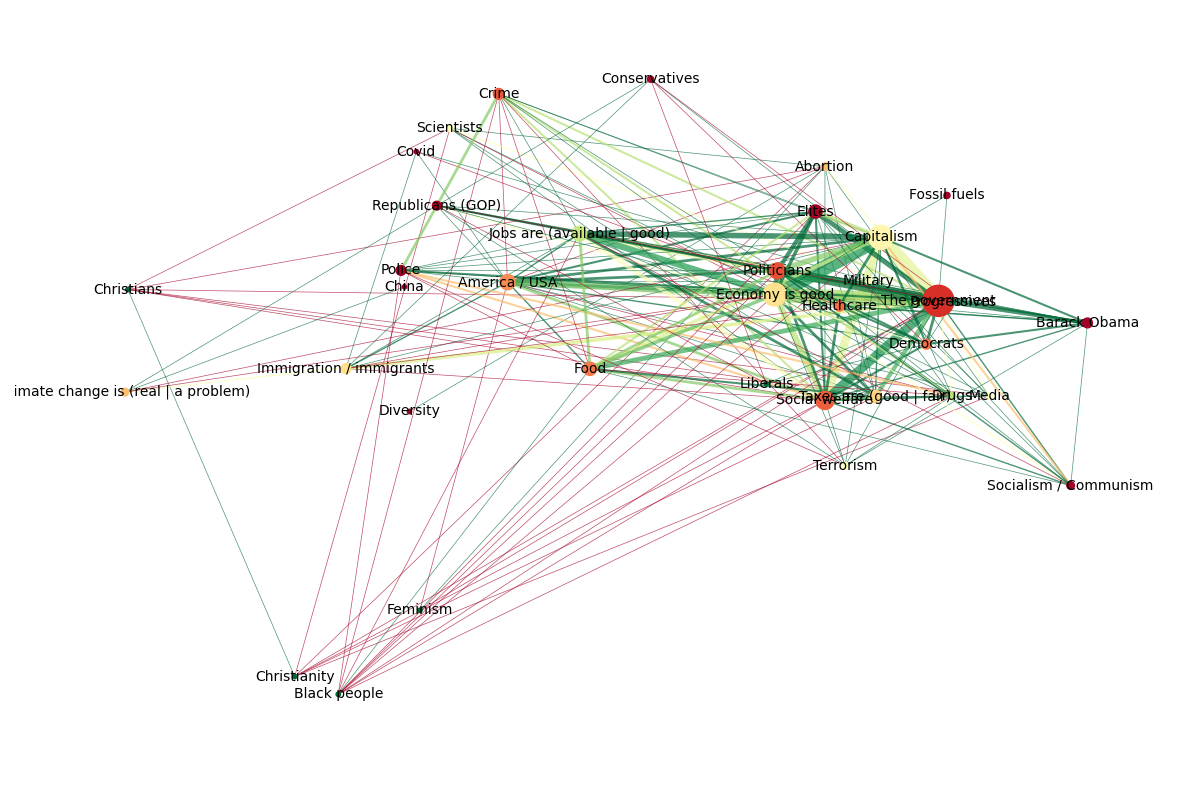 Conservatives
Crime
Scientists
Covid
Abortion
Fossil fuels
Republicans (GOP)
Elites
Jobs are (available | good)
Capitalism
Police
Politicians
America / USA
Military
China
Christians
Economy is good
Healthcare
The government
Progressives
Barack Obama
Democrats
Immigration / Immigrants
Food
Liberals
imate change is (real | a problem)
Social welfare
Taxes are (good | fair)
Drugs
Media
Diversity
Terrorism
Socialism / Communism
Feminism
Christianity
Black people